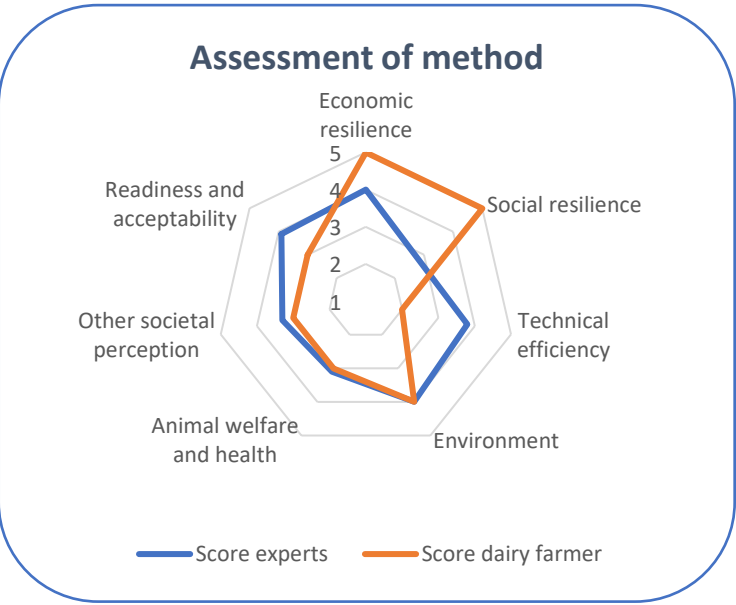 Assessment of method
Economic
resilience
5
4
3
2
1
Readiness and
acceptability
Social resilience
Other societal
perception
Technical
efficiency
Animal welfare
and health
Environment
Score experts
Score dairy farmer